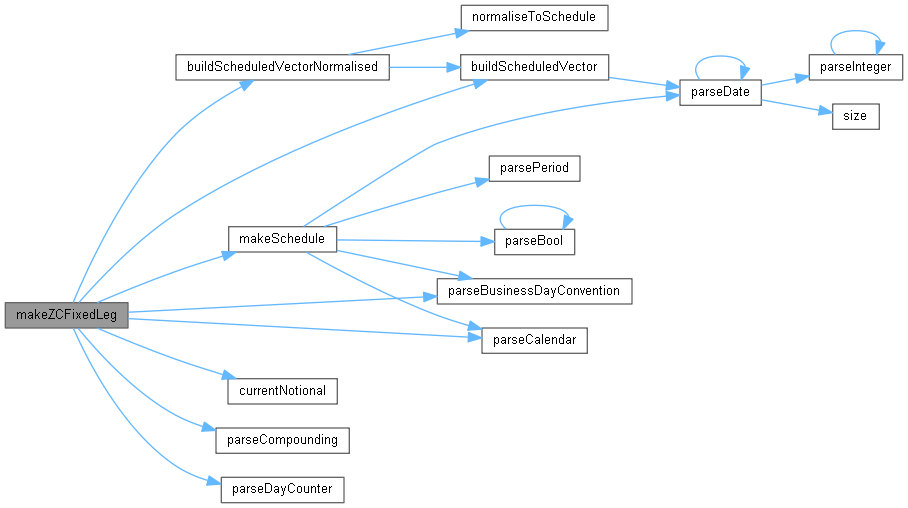 normaliseToSchedule
buildScheduledVectorNormalised
buildScheduledVector
parseInteger
parseDate
size
parsePeriod
makeSchedule
parseBool
parseBusinessDayConvention
makeZCFixedLeg
parseCalendar
currentNotional
parseCompounding
parseDayCounter